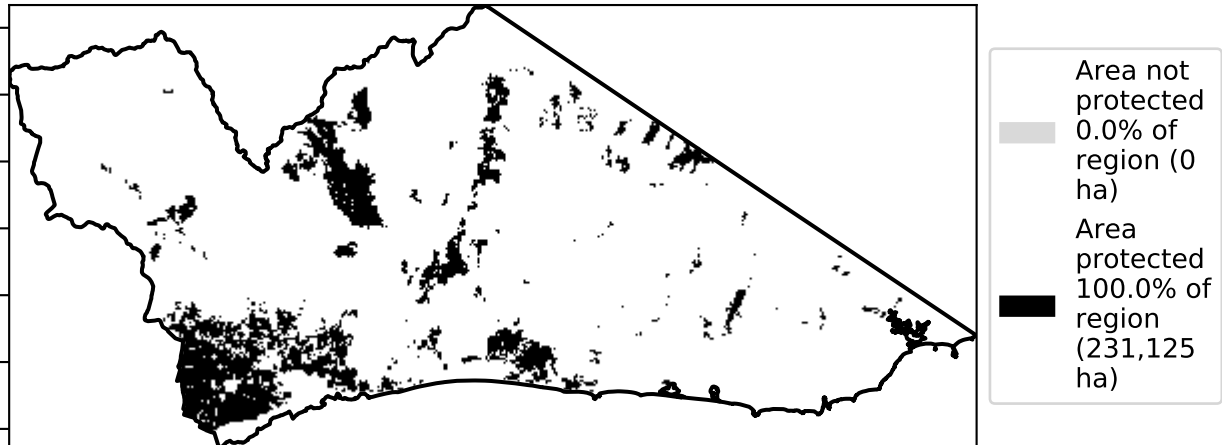 Area not
protected
0.0% of
region (0
ha)
Area
protected
100.0% of
region
(231,125
ha)